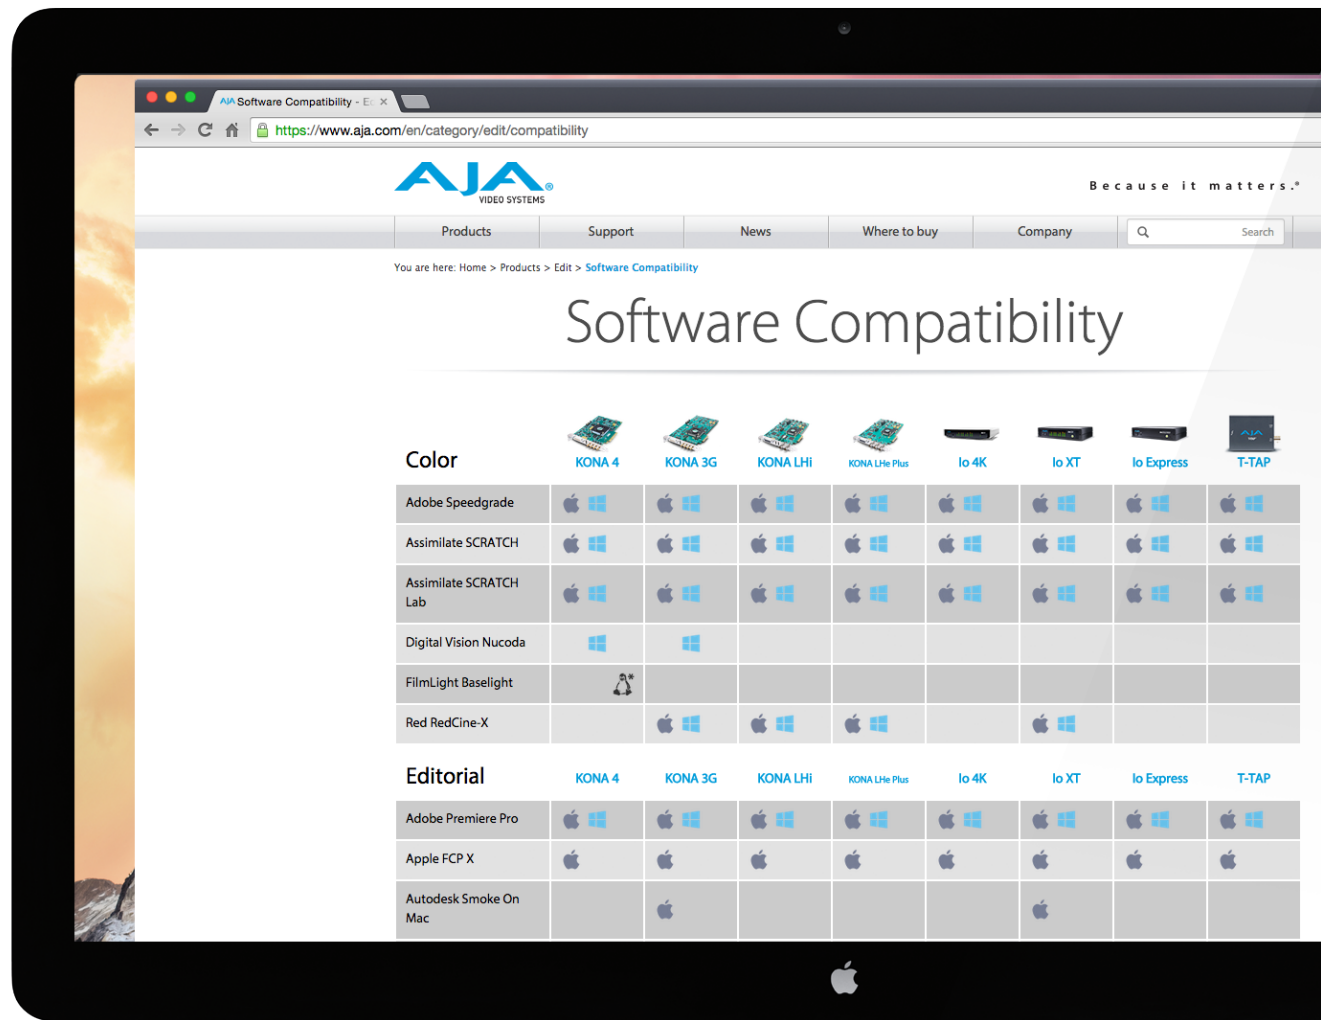 AJA Software Compatibility - Ec
https://www.aja.com/en/category/edit/compatibility
AJA®
VIDEO SYSTEMS
Because it matters.®
Products Support News Where to buy Company Search
You are here: Home > Products > Edit > Software Compatibility
Software Compatibility
AJA
Color KONA 4 KONA 3G KONA LHi KONA LHe Plus Io 4K Io XT Io Express T-TAP
Adobe Speedgrade
Assimilate SCRATCH
Assimilate SCRATCH
Lab
Digital Vision Nucoda
FilmLight Baselight *
Red RedCine-X
Editorial KONA 4 KONA 3G KONA LHi KONA LHe Plus Io 4K Io XT Io Express T-TAP
Adobe Premiere Pro
Apple FCP X
Autodesk Smoke On
Mac